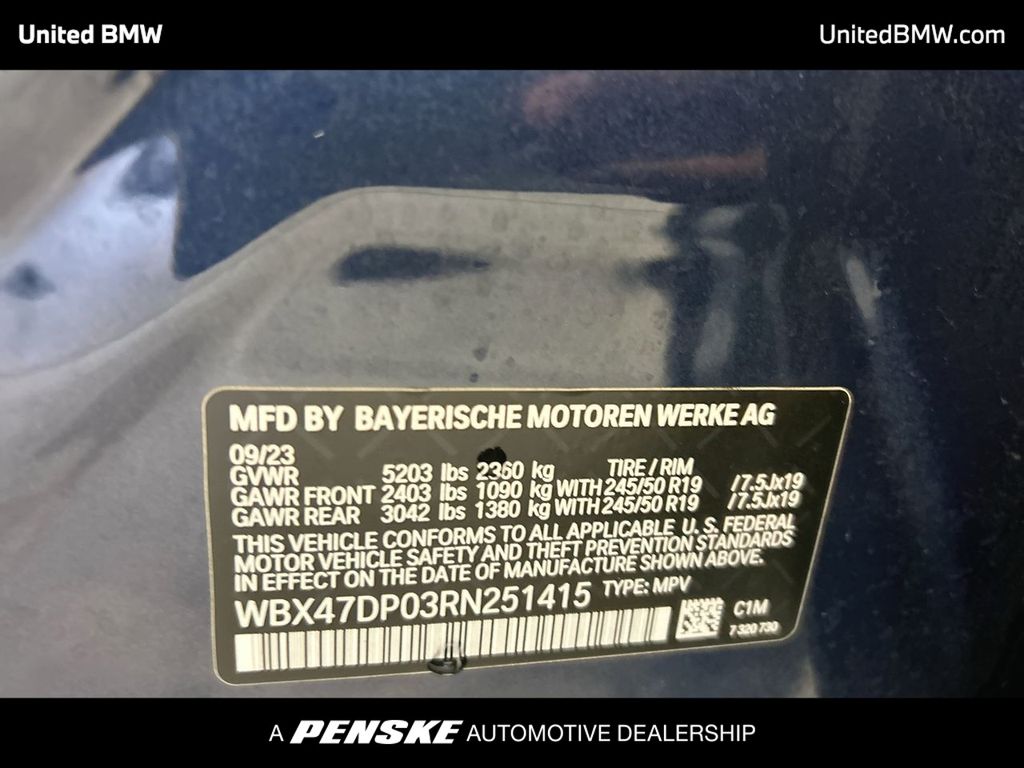 United BMW
UnitedBMW.com
MFD BY BAYERISCHE MOTOREN WERKE AG
09/23
GVWR 5203 lbs 2360 kg TIRE / RIM
GAWR FRONT 2403 lbs 1090 kg WITH 245/50 R19 /7.5Jx19
GAWR REAR 3042 lbs 1380 kg WITH 245/50 R19 /7.5Jx19
THIS VEHICLE CONFORMS TO ALL APPLICABLE U. S. FEDERAL
MOTOR VEHICLE SAFETY AND THEFT PREVENTION STANDARDS
IN EFFECT ON THE DATE OF MANUFACTURE SHOWN ABOVE.
WBX47DP03RN251415 TYPE: MPV
C1M
7 320 730
A PENSKE AUTOMOTIVE DEALERSHIP